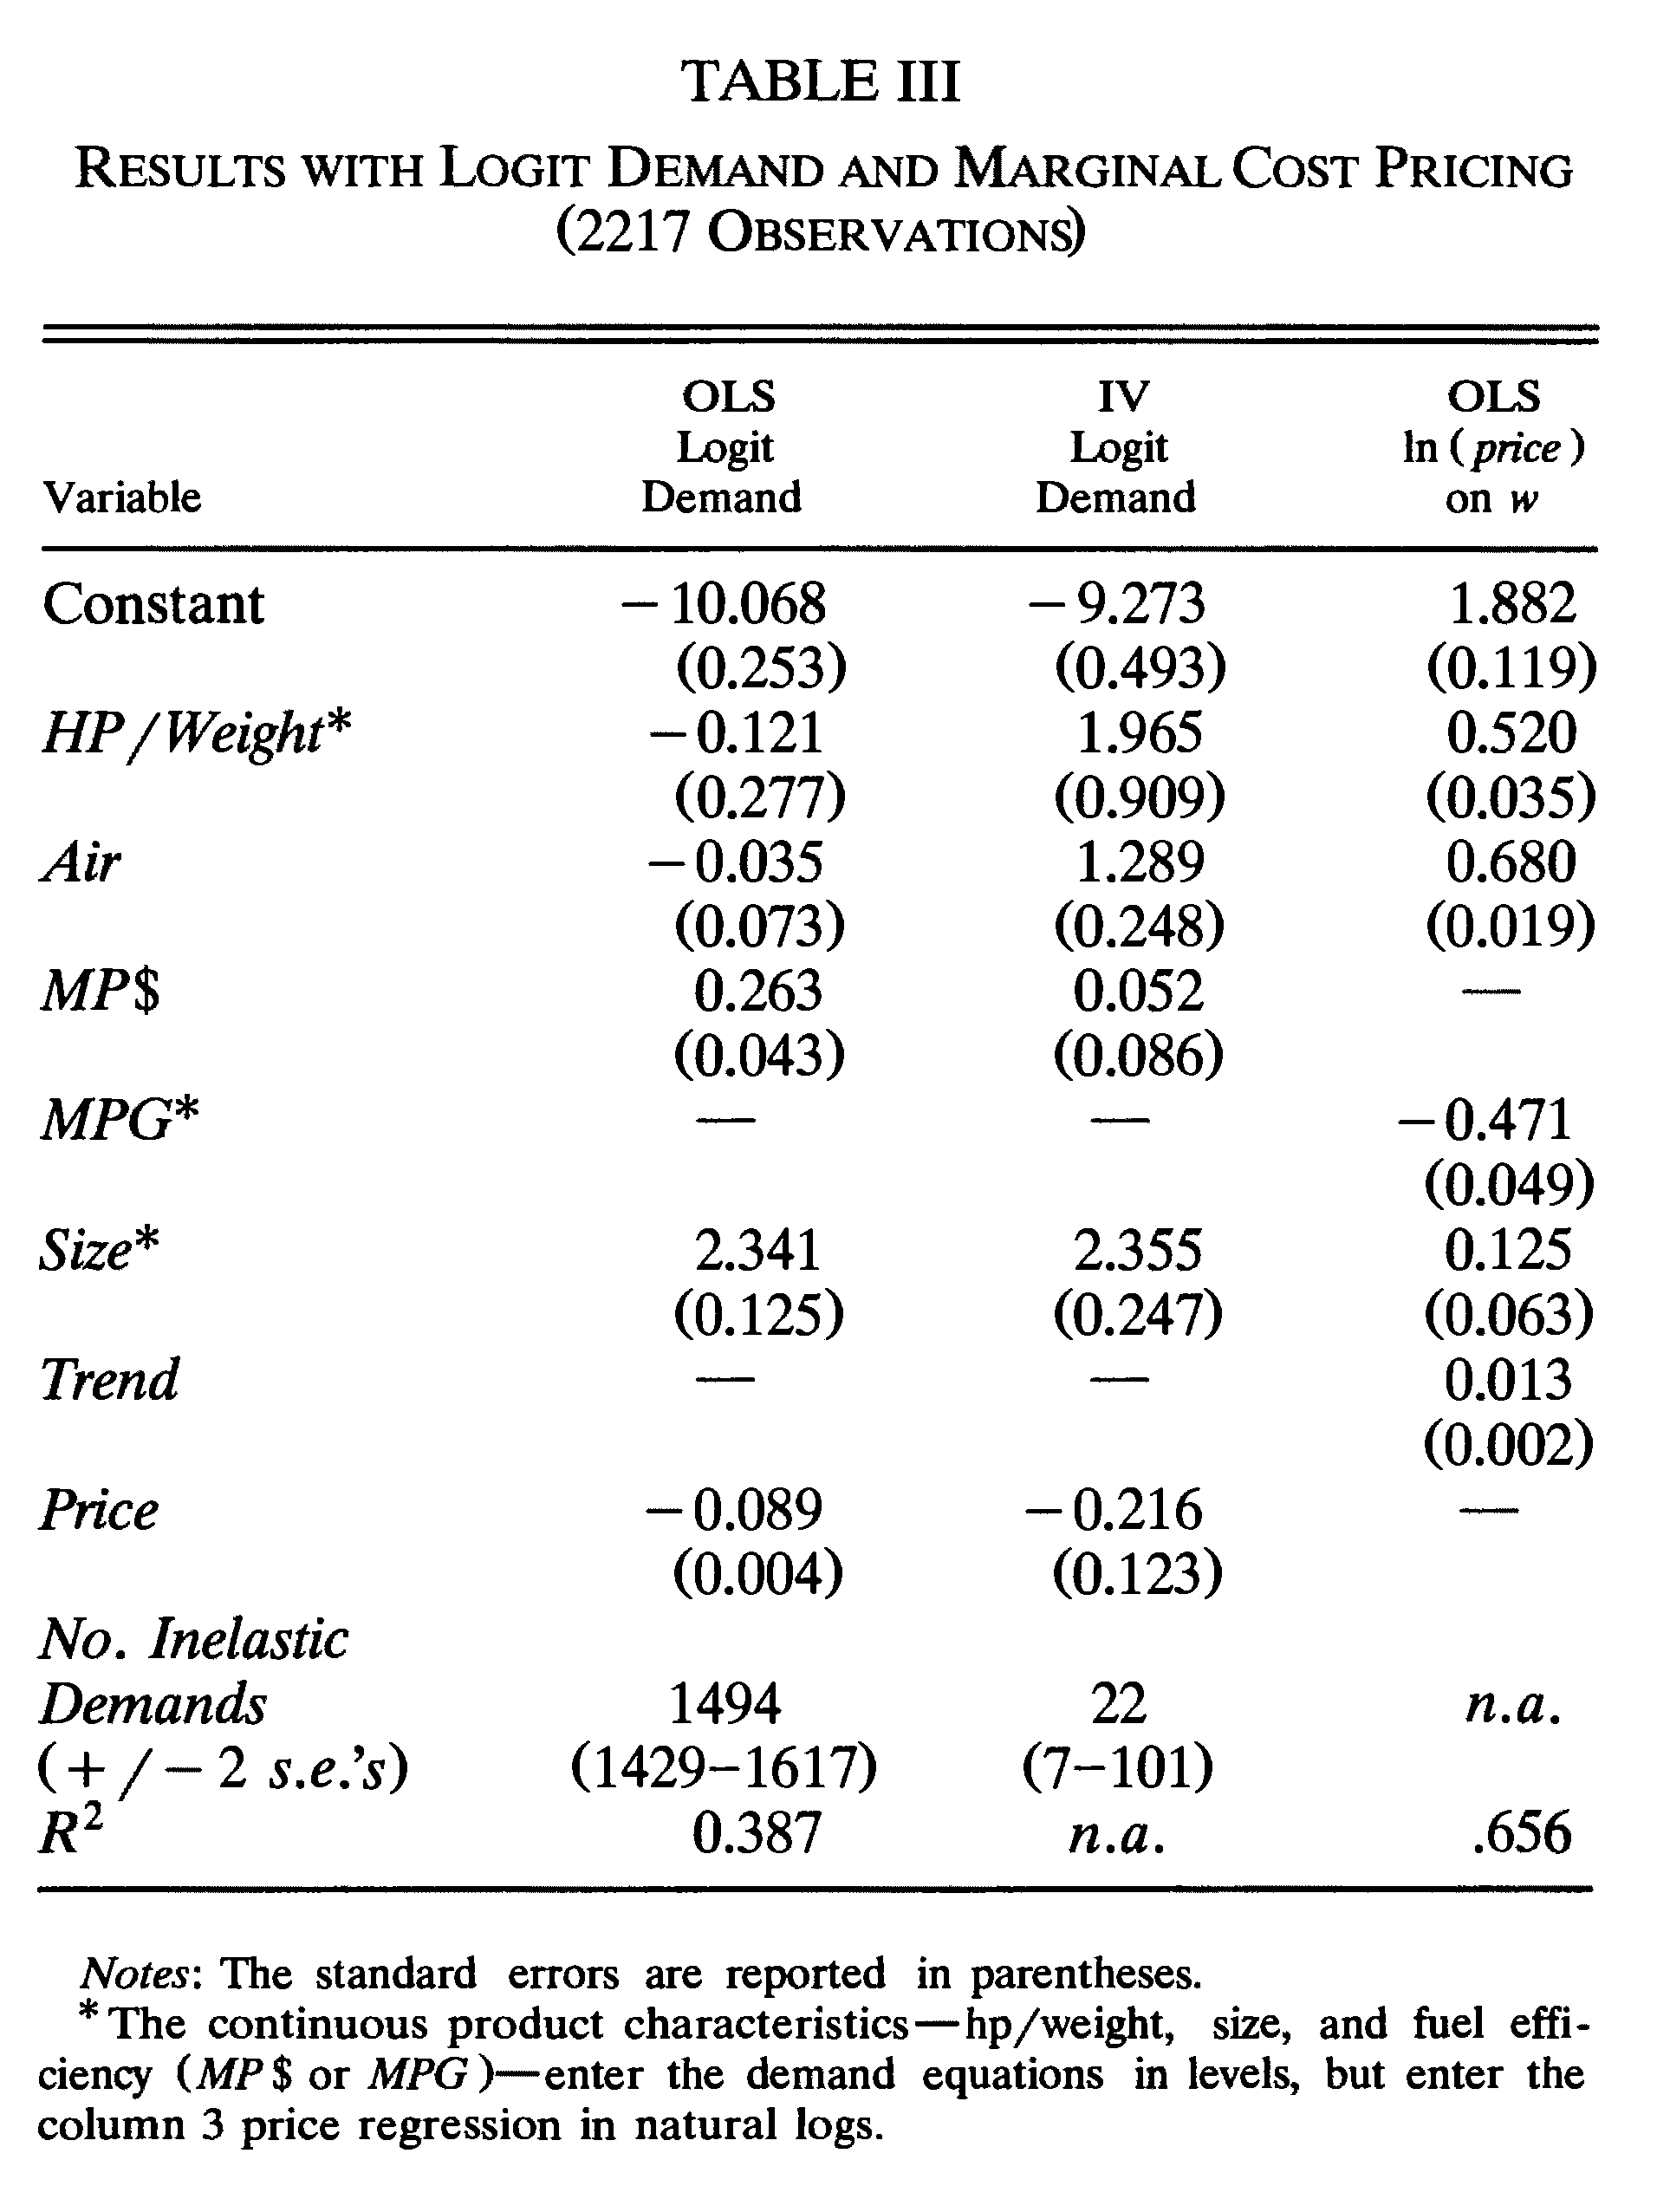 TABLE III
RESULTS WITH LOGIT DEMAND AND MARGINAL COST PRICING
(2217 OBSERVATIONS)
OLS IV OLS
Logit Logit ln (price)
Variable Demand Demand on w
Constant −10.068 −9.273 1.882
(0.253) (0.493) (0.119)
HP/Weight* −0.121 1.965 0.520
(0.277) (0.909) (0.035)
Air −0.035 1.289 0.680
(0.073) (0.248) (0.019)
MP$ 0.263 0.052 —
(0.043) (0.086)
MPG* — — −0.471
(0.049)
Size* 2.341 2.355 0.125
(0.125) (0.247) (0.063)
Trend — — 0.013
(0.002)
Price −0.089 −0.216 —
(0.004) (0.123)
No. Inelastic
Demands 1494 22 n.a.
(+/−2 s.e.'s) (1429–1617) (7–101)
R² 0.387 n.a. .656
Notes: The standard errors are reported in parentheses.
*The continuous product characteristics—hp/weight, size, and fuel effi-
ciency (MP$ or MPG)—enter the demand equations in levels, but enter the
column 3 price regression in natural logs.